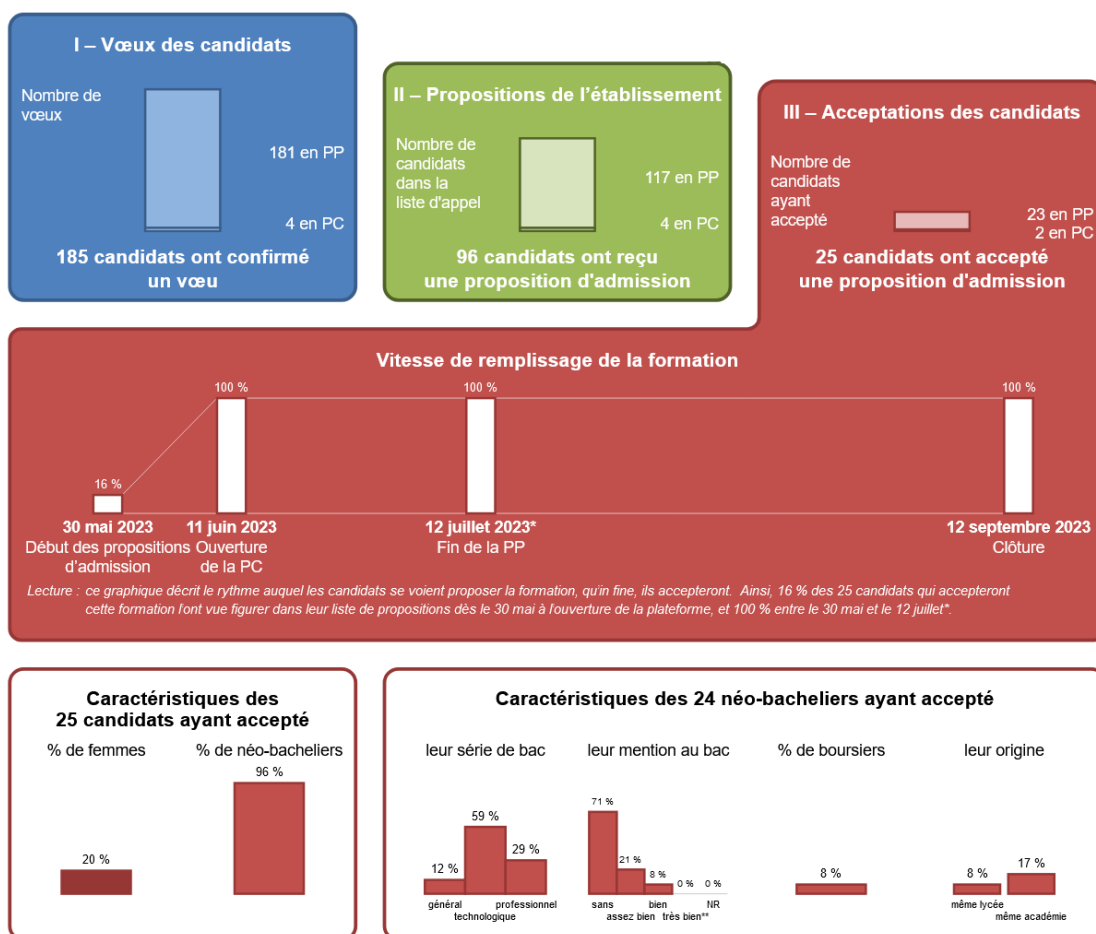 I – Vœux des candidats
Nombre de
vœux
181 en PP
4 en PC
185 candidats ont confirmé
un vœu
II – Propositions de l'établissement
Nombre de
candidats
dans la
liste d'appel
117 en PP
4 en PC
96 candidats ont reçu
une proposition d'admission
III – Acceptations des candidats
Nombre de
candidats
ayant
accepté
23 en PP
2 en PC
25 candidats ont accepté
une proposition d'admission
Vitesse de remplissage de la formation
16 %
100 %
100 %
100 %
30 mai 2023
Début des propositions
d'admission
11 juin 2023
Ouverture
de la PC
12 juillet 2023*
Fin de la PP
12 septembre 2023
Clôture
Lecture : ce graphique décrit le rythme auquel les candidats se voient proposer la formation, qu'in fine, ils accepteront. Ainsi, 16 % des 25 candidats qui accepteront
cette formation l'ont vue figurer dans leur liste de propositions dès le 30 mai à l'ouverture de la plateforme, et 100 % entre le 30 mai et le 12 juillet*.
Caractéristiques des
25 candidats ayant accepté
% de femmes
20 %
% de néo-bacheliers
96 %
Caractéristiques des 24 néo-bacheliers ayant accepté
leur série de bac
12 %
59 %
29 %
général
technologique
professionnel
leur mention au bac
71 %
21 %
8 %
0 %
0 %
sans
assez bien
bien
très bien**
NR
% de boursiers
8 %
leur origine
8 %
17 %
même lycée
même académie